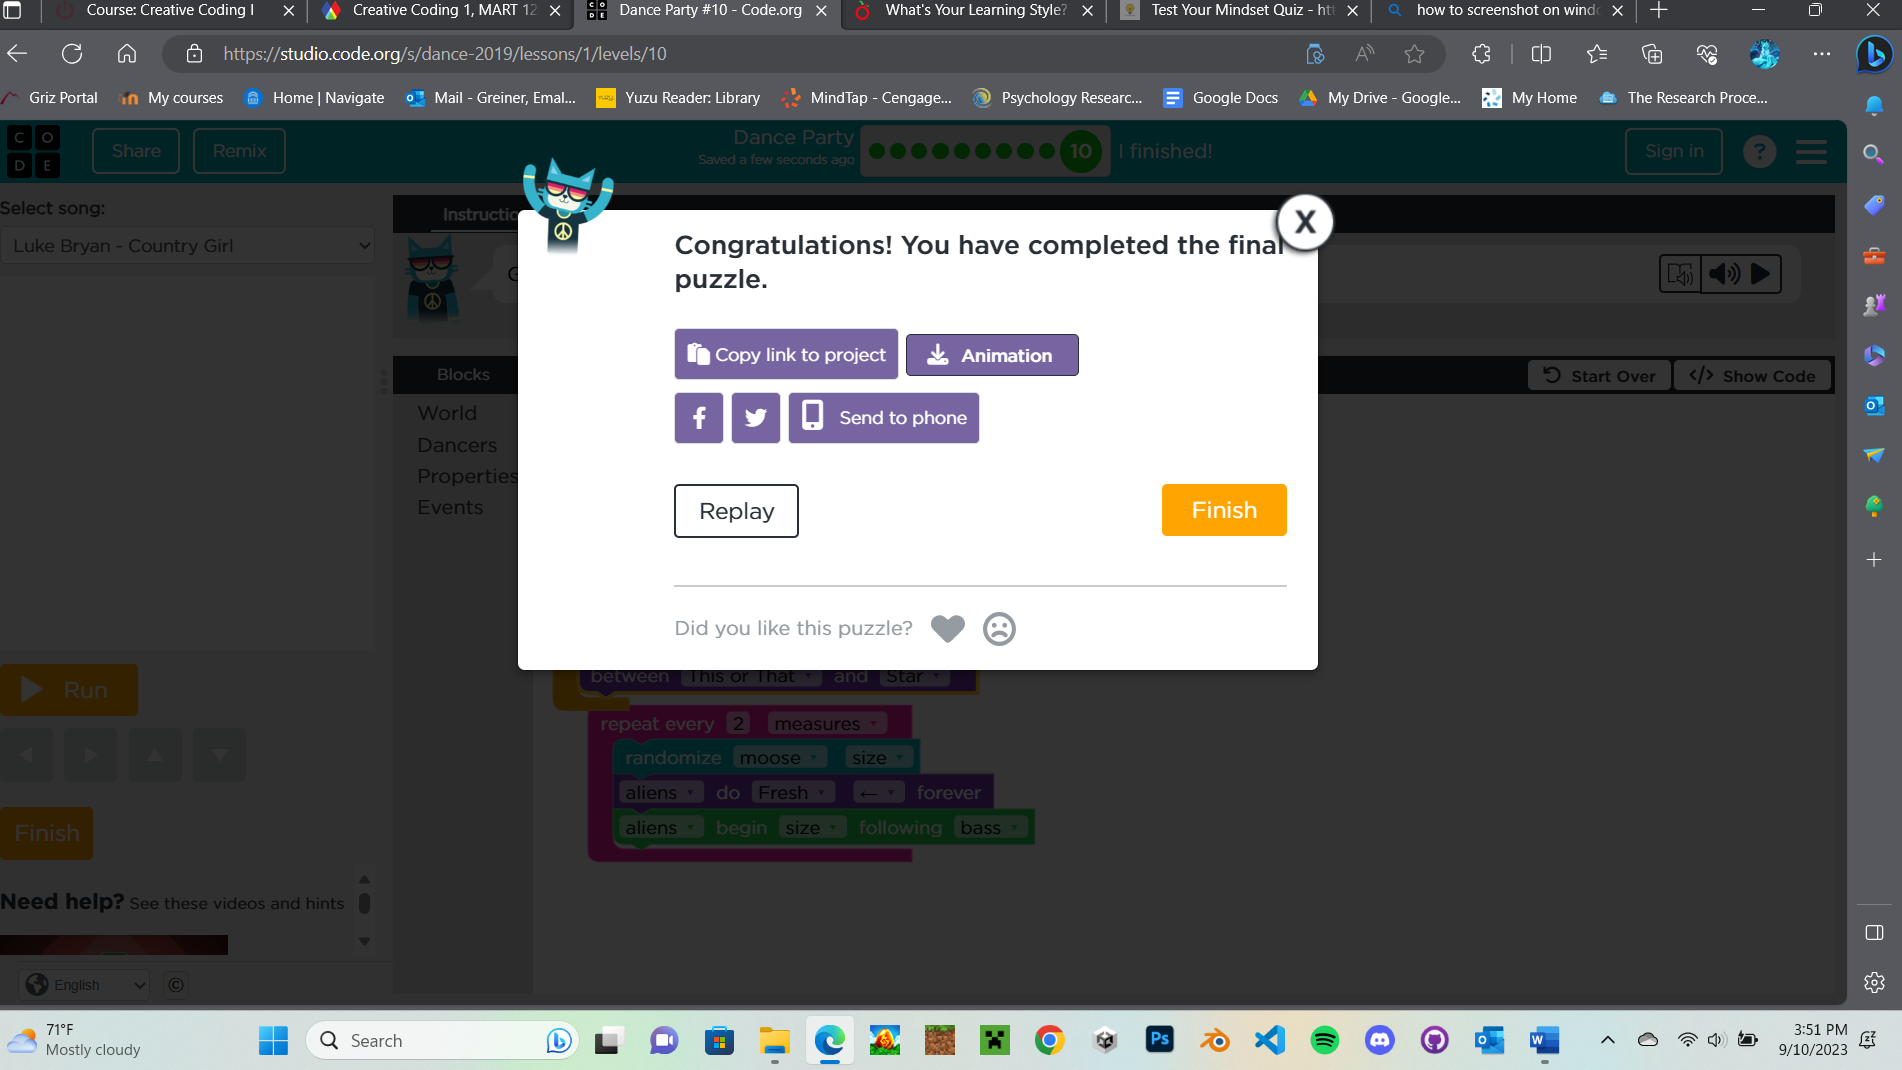 Course: Creative Coding I
Creative Coding 1, MART 12
Dance Party #10 - Code.org
What's Your Learning Style?
Test Your Mindset Quiz - htt
how to screenshot on windo
https://studio.code.org/s/dance-2019/lessons/1/levels/10
Griz Portal
My courses
Home | Navigate
Mail - Greiner, Emal...
Yuzu Reader: Library
MindTap - Cengage...
Psychology Researc...
Google Docs
My Drive - Google...
My Home
The Research Proce...
C O
D E
Share
Remix
Dance Party
Saved a few seconds ago
10
I finished!
Sign in
?
Select song:
Luke Bryan - Country Girl
Instructio
G
X
Congratulations! You have completed the final
puzzle.
Copy link to project
Animation
Send to phone
Replay
Finish
Did you like this puzzle?
Blocks
Start Over
</> Show Code
World
Dancers
Properties
Events
between This or That and Star
repeat every 2 measures
randomize moose size
aliens do Fresh ← forever
aliens begin size following bass
Run
Finish
Need help? See these videos and hints
English
©
71°F
Mostly cloudy
Search
Ps
3:51 PM
9/10/2023